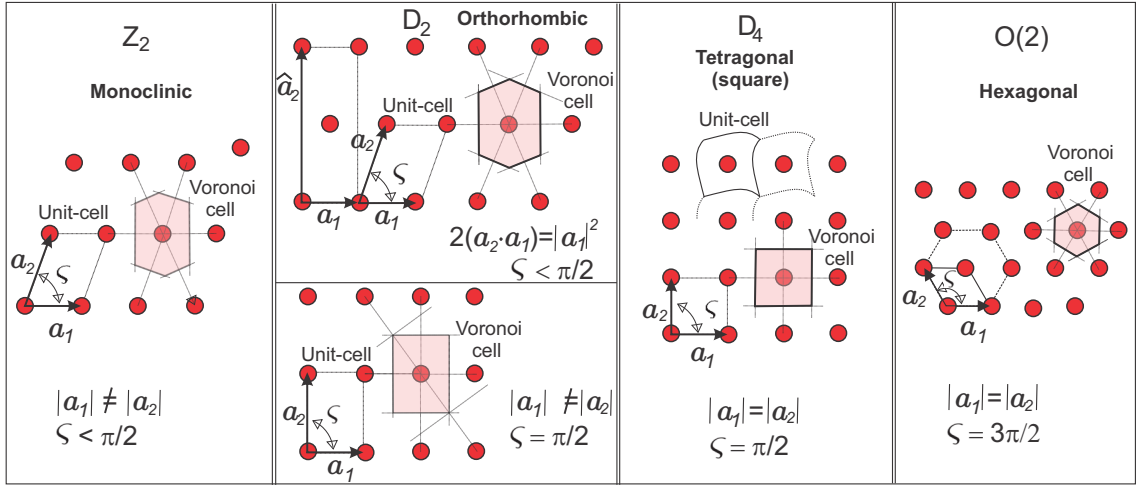 Z₂
Monoclinic
Unit-cell
Voronoi
cell
a₂
ς
a₁
|a₁| ≠ |a₂|
ς < π/2
D₂ Orthorhombic
â₂
Unit-cell
Voronoi
cell
a₂
ς
a₁ a₁
2(a₂·a₁)=|a₁|²
ς < π/2
Unit-cell
Voronoi
cell
a₂
ς
a₁
|a₁| ≠|a₂|
ς = π/2
D₄
Tetragonal
(square)
Unit-cell
Voronoi
cell
a₂
ς
a₁
|a₁|=|a₂|
ς = π/2
O(2)
Hexagonal
Voronoi
cell
a₂
ς
a₁
|a₁|=|a₂|
ς = 3π/2